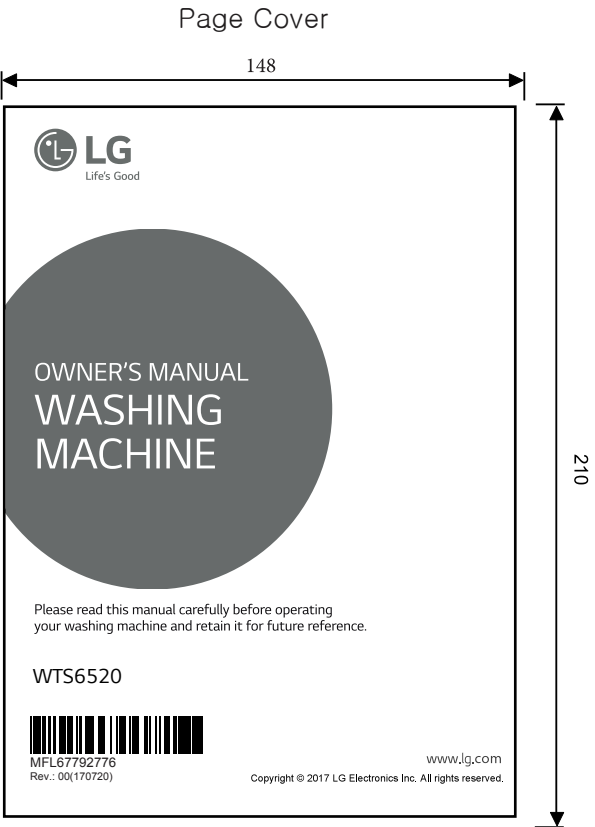 Page Cover
148
LG
Life's Good
210
OWNER'S MANUAL
WASHING
MACHINE
Please read this manual carefully before operating
your washing machine and retain it for future reference.
WTS6520
MFL67792776
Rev.: 00(170720)
www.lg.com
Copyright © 2017 LG Electronics Inc. All rights reserved.